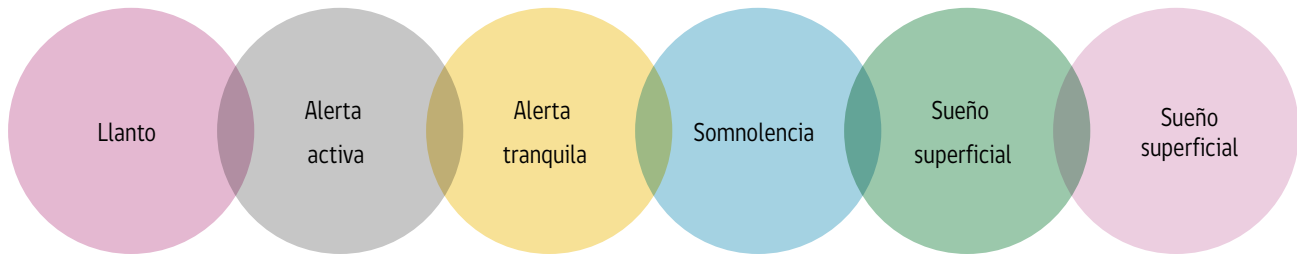 Llanto
Alerta
activa
Alerta
tranquila
Somnolencia
Sueño
superficial
Sueño
superficial